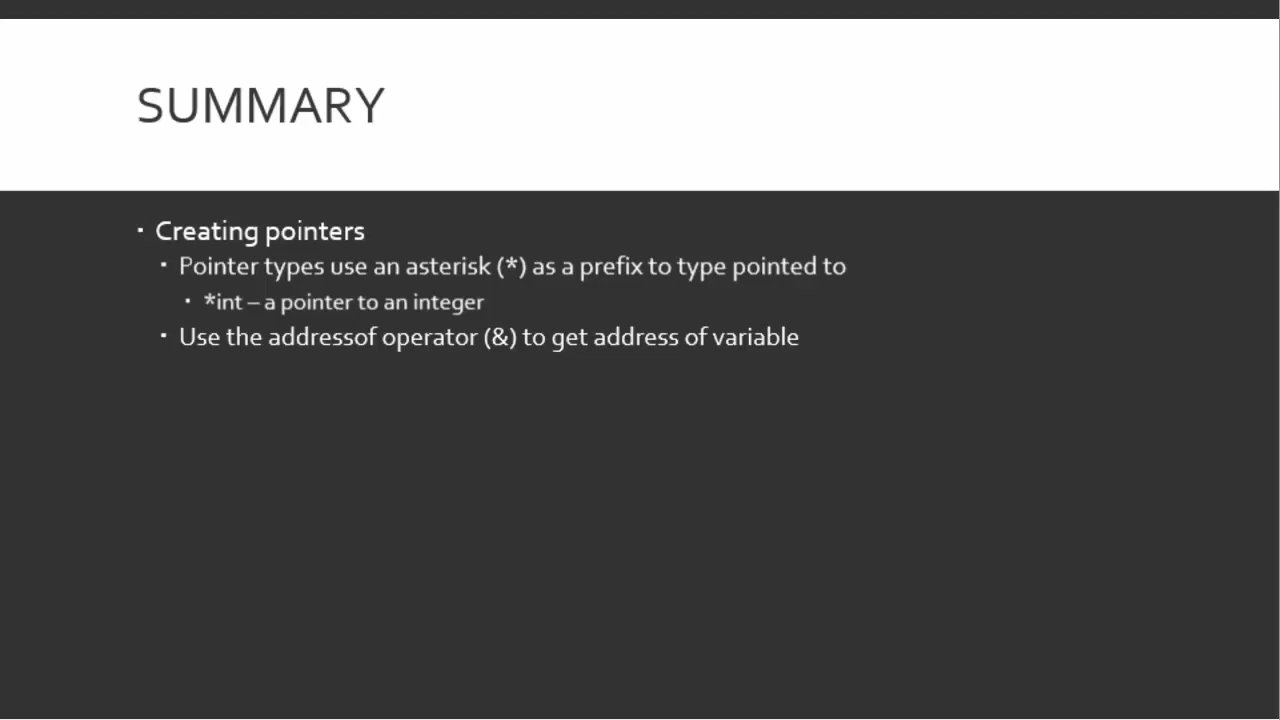 SUMMARY
· Creating pointers
· Pointer types use an asterisk (*) as a prefix to type pointed to
· *int – a pointer to an integer
· Use the addressof operator (&) to get address of variable